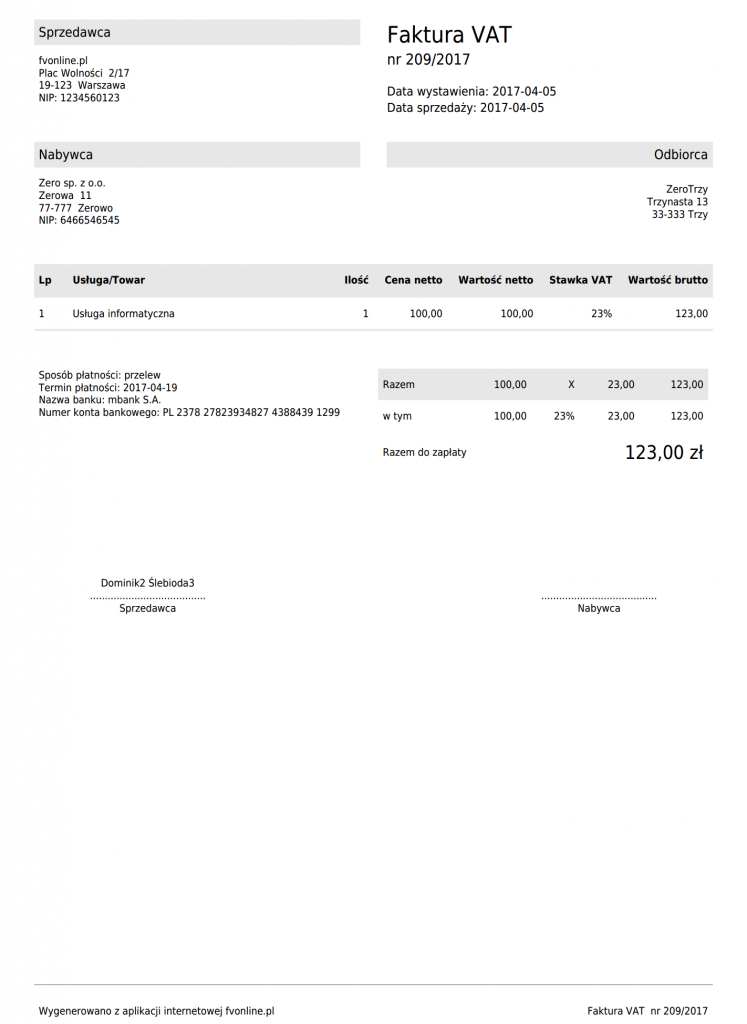 Sprzedawca
fvonline.pl
Plac Wolności 2/17
19-123 Warszawa
NIP: 1234560123
Faktura VAT
nr 209/2017
Data wystawienia: 2017-04-05
Data sprzedaży: 2017-04-05
Nabywca
Zero sp. z o.o.
Zerowa 11
77-777 Zerowo
NIP: 6466546545
Odbiorca
ZeroTrzy
Trzynasta 13
33-333 Trzy
Lp Usługa/Towar Ilość Cena netto Wartość netto Stawka VAT Wartość brutto
1 Usługa informatyczna 1 100,00 100,00 23% 123,00
Sposób płatności: przelew
Termin płatności: 2017-04-19
Nazwa banku: mbank S.A.
Numer konta bankowego: PL 2378 27823934827 4388439 1299
Razem 100,00 X 23,00 123,00
w tym 100,00 23% 23,00 123,00
Razem do zapłaty 123,00 zł
Dominik2 Ślebioda3
.......................................
Sprzedawca
.......................................
Nabywca
Wygenerowano z aplikacji internetowej fvonline.pl
Faktura VAT nr 209/2017